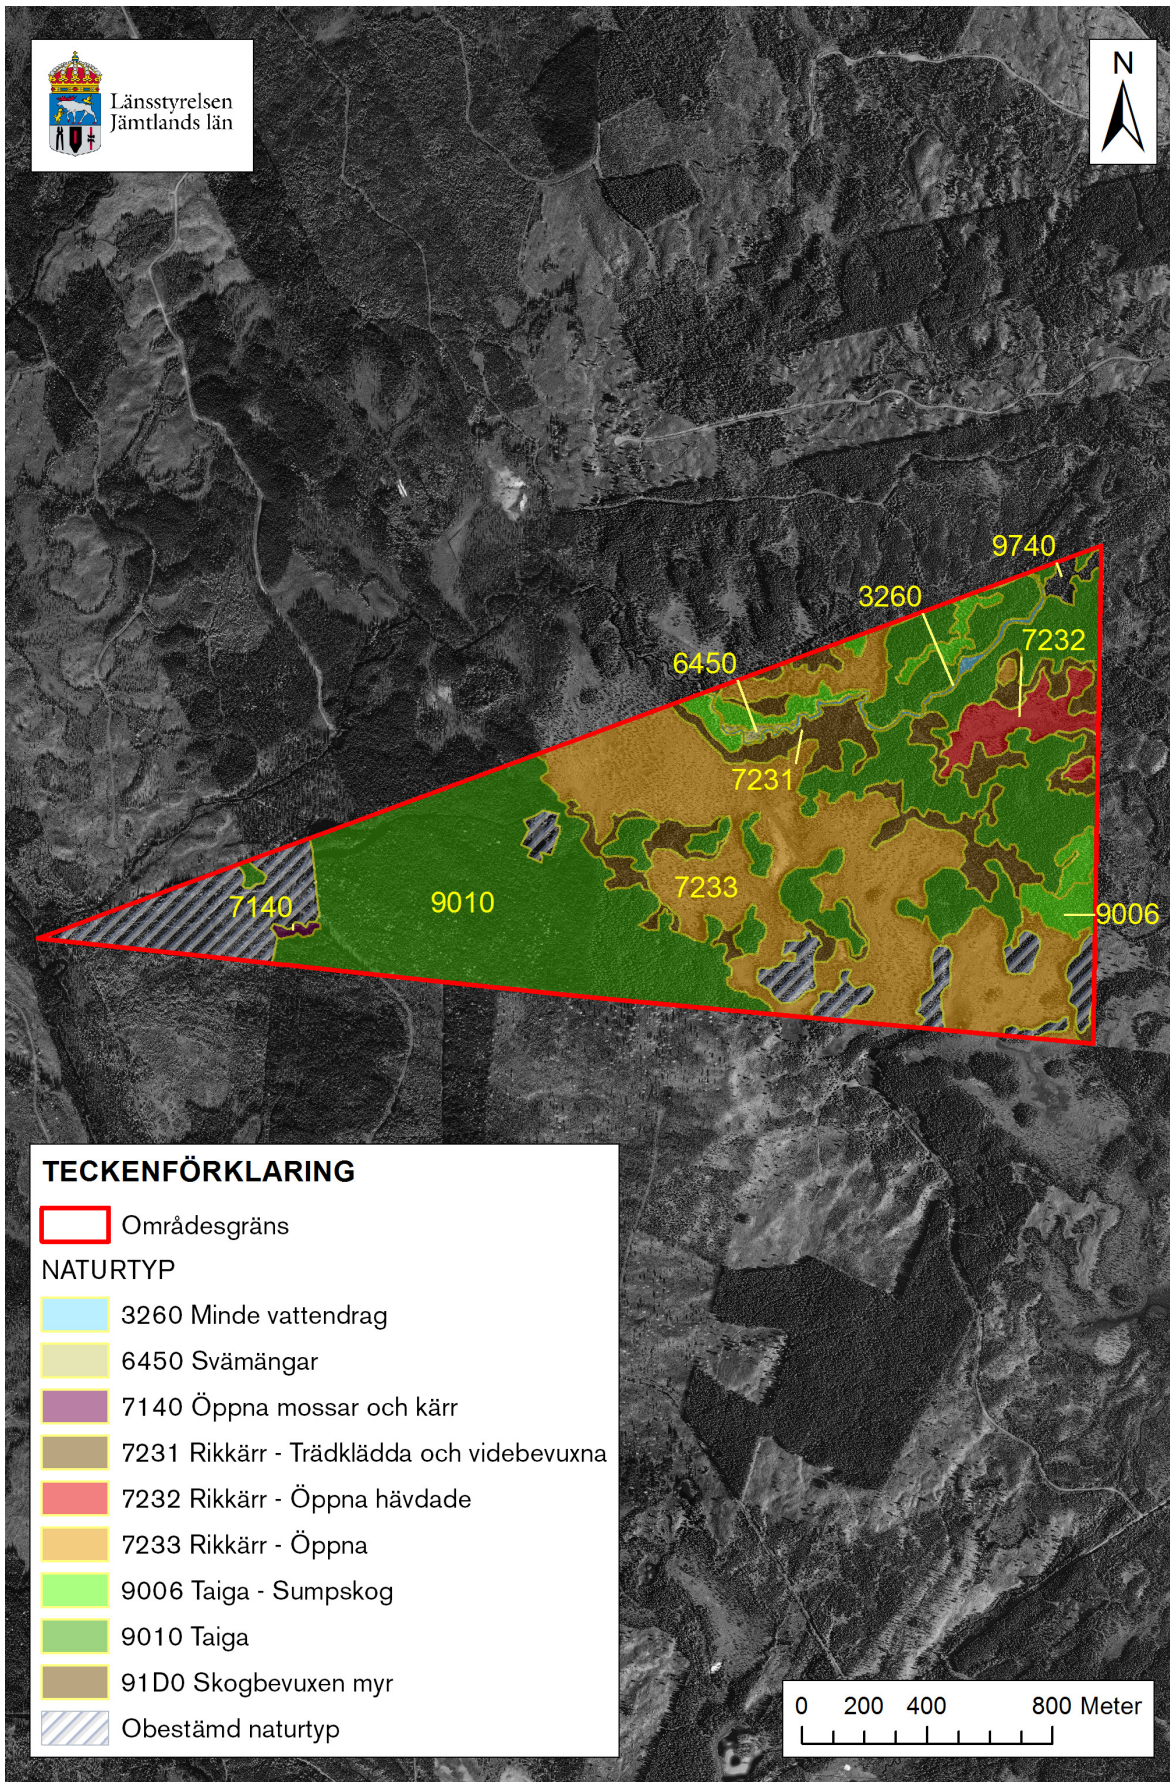 Länsstyrelsen
Jämtlands län
N
9740
3260
7232
6450
7231
7233
9010
7140
9006
TECKENFÖRKLARING
Områdesgräns
NATURTYP
3260 Minde vattendrag
6450 Svämängar
7140 Öppna mossar och kärr
7231 Rikkärr - Trädklädda och videbevuxna
7232 Rikkärr - Öppna hävdade
7233 Rikkärr - Öppna
9006 Taiga - Sumpskog
9010 Taiga
91D0 Skogbevuxen myr
Obestämd naturtyp
0 200 400 800 Meter